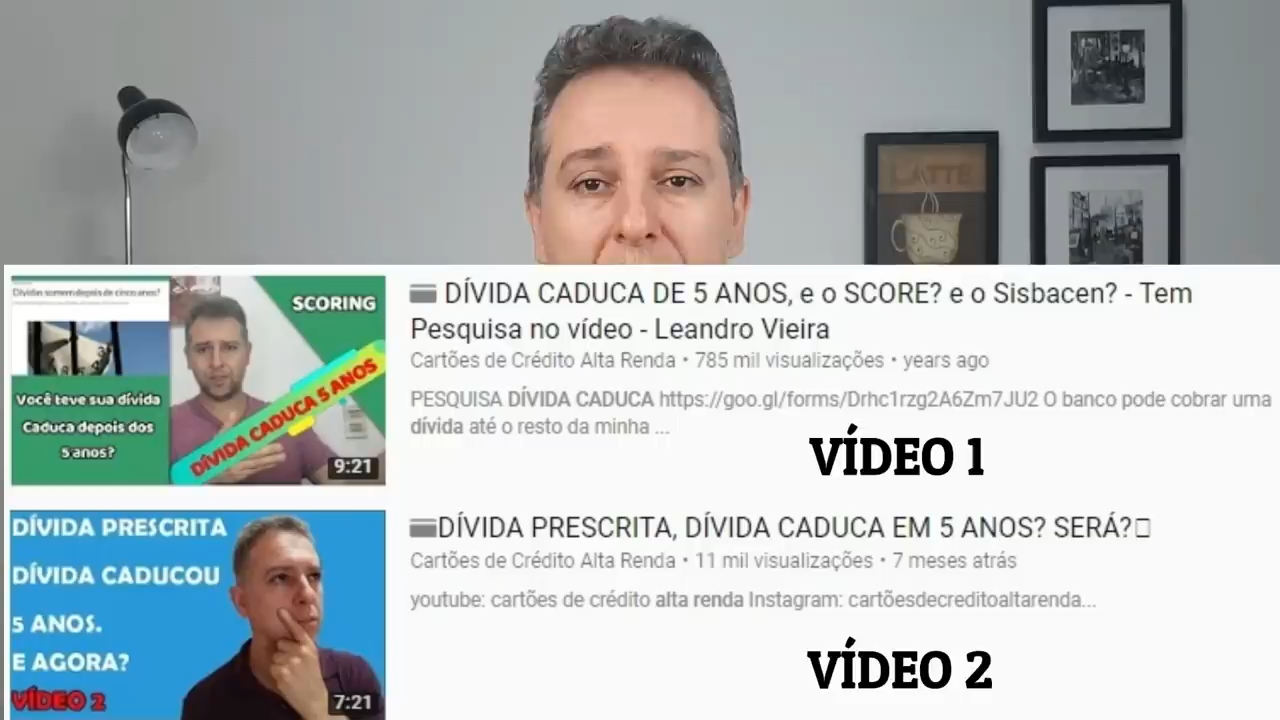 LATTE
Dívidas somem depois de cinco anos?
SCORING
Você teve sua dívida
Caduca depois dos
5 anos?
DÍVIDA CADUCA 5 ANOS
9:21
DÍVIDA CADUCA DE 5 ANOS, e o SCORE? e o Sisbacen? - Tem
Pesquisa no vídeo - Leandro Vieira
Cartões de Crédito Alta Renda • 785 mil visualizações • years ago
PESQUISA DÍVIDA CADUCA https://goo.gl/forms/Drhc1rzg2A6Zm7JU2 O banco pode cobrar uma
dívida até o resto da minha ...
VÍDEO 1
DÍVIDA PRESCRITA
DÍVIDA CADUCOU
5 ANOS.
E AGORA?
VÍDEO 2
7:21
DÍVIDA PRESCRITA, DÍVIDA CADUCA EM 5 ANOS? SERÁ?
Cartões de Crédito Alta Renda • 11 mil visualizações • 7 meses atrás
youtube: cartões de crédito alta renda Instagram: cartõesdecreditoaltarenda...
VÍDEO 2